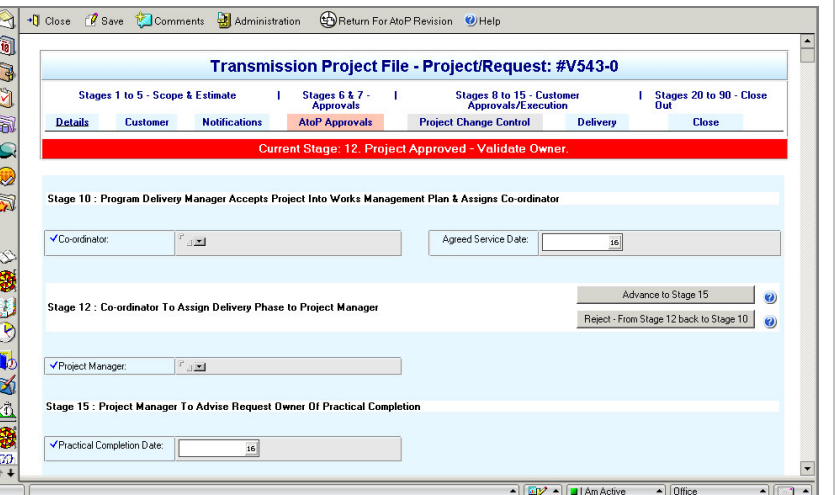 Close Save Comments Administration Return For AtoP Revision Help
Transmission Project File - Project/Request: #V543-0
Stages 1 to 5 - Scope & Estimate | Stages 6 & 7 - | Stages 8 to 15 - Customer | Stages 20 to 90 - Close
Approvals Approvals/Execution Out
Details Customer Notifications AtoP Approvals Project Change Control Delivery Close
Current Stage: 12. Project Approved - Validate Owner.
Stage 10 : Program Delivery Manager Accepts Project Into Works Management Plan & Assigns Co-ordinator
Co-ordinator: Agreed Service Date: 16
Advance to Stage 15
Stage 12 : Co-ordinator To Assign Delivery Phase to Project Manager
Reject - From Stage 12 back to Stage 10
Project Manager:
Stage 15 : Project Manager To Advise Request Owner Of Practical Completion
Practical Completion Date: 16
I Am Active Office